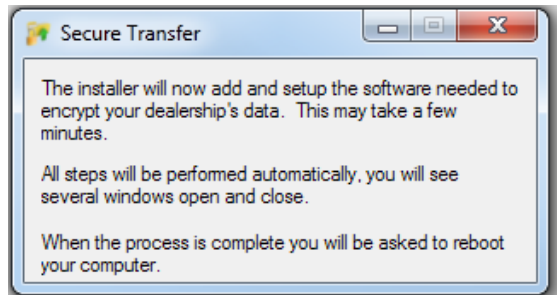 Secure Transfer
The installer will now add and setup the software needed to
encrypt your dealership's data.  This may take a few
minutes.
All steps will be performed automatically, you will see
several windows open and close.
When the process is complete you will be asked to reboot
your computer.